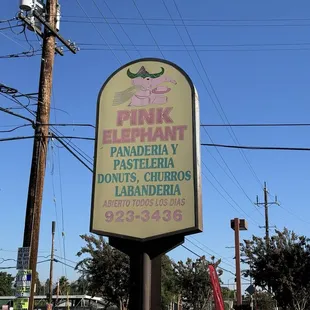 PINK
ELEPHANT
PANADERIA Y
PASTELERIA
DONUTS, CHURROS
LABANDERIA
ABIERTO TODOS LOS DIAS
923-3436